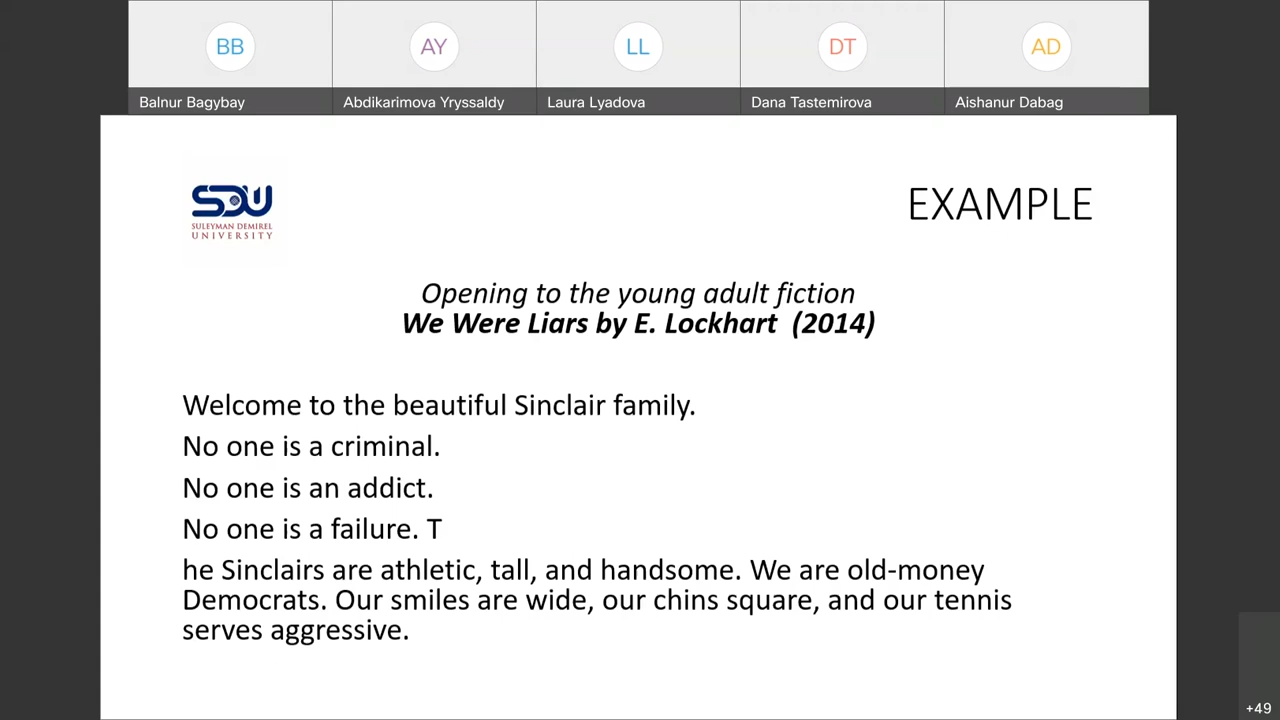 BB
AY
LL
DT
AD
Balnur Bagybay
Abdikarimova Yryssaldy
Laura Lyadova
Dana Tastemirova
Aishanur Dabag
SDU
SULEYMAN DEMIREL
UNIVERSITY
EXAMPLE
Opening to the young adult fiction
We Were Liars by E. Lockhart (2014)
Welcome to the beautiful Sinclair family.
No one is a criminal.
No one is an addict.
No one is a failure. T
he Sinclairs are athletic, tall, and handsome. We are old-money
Democrats. Our smiles are wide, our chins square, and our tennis
serves aggressive.
+49